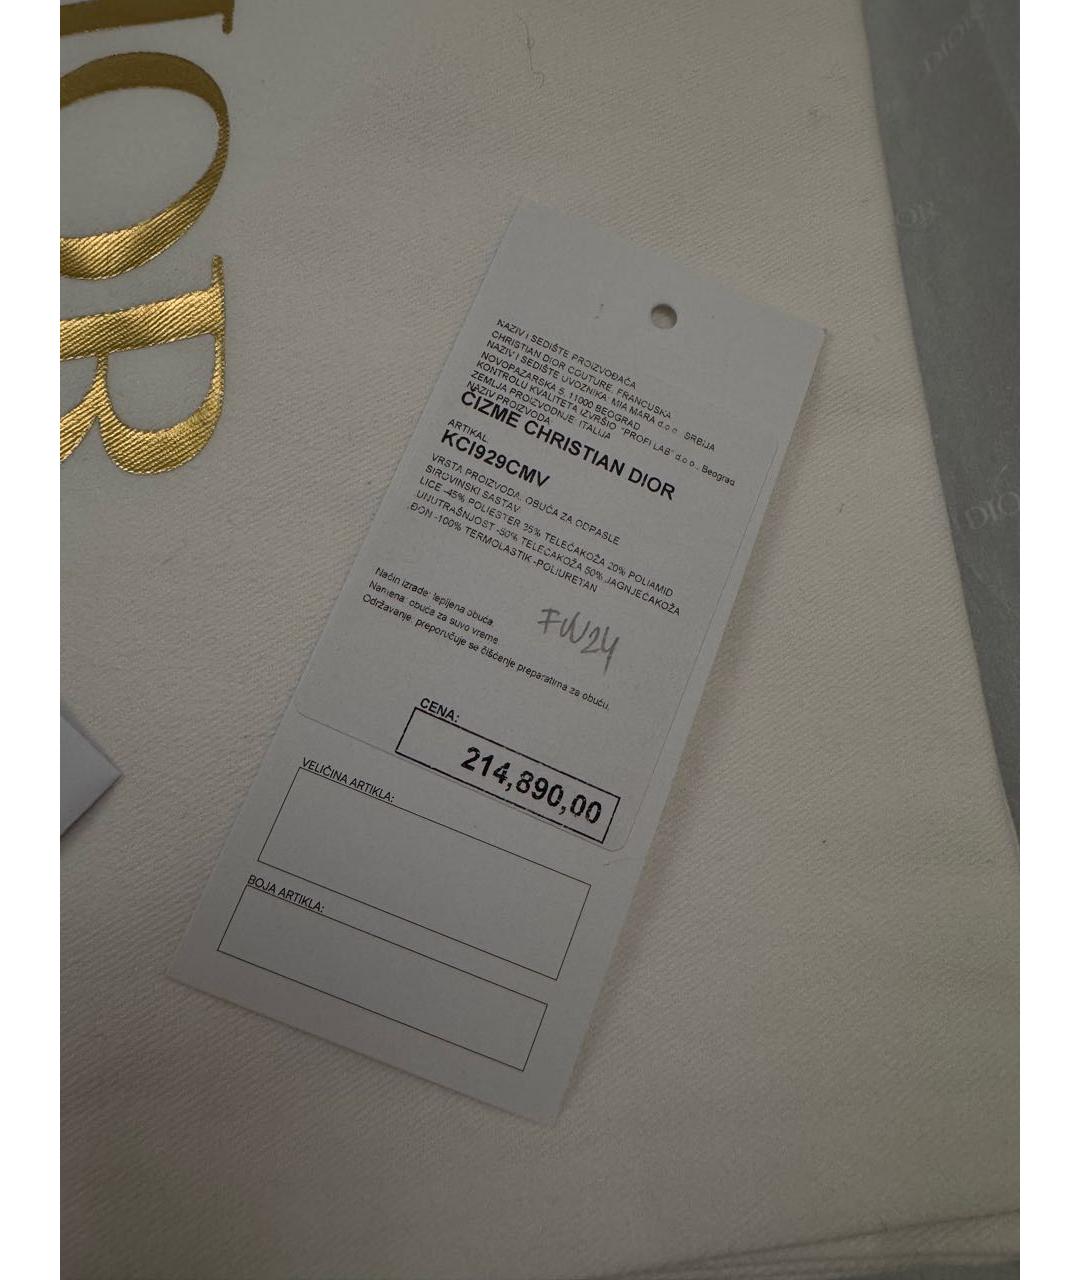 DIOR
NAZIV I SEDIŠTE PROIZVOĐAČA
CHRISTIAN DIOR COUTURE, FRANCUSKA
NAZIV I SEDIŠTE UVOZNIKA: MIA MARA d.o.o. SRBIJA
NOVOPAZARSKA 5, 11000 BEOGRAD
KONTROLU KVALITETA IZVRŠIO "PROFI LAB" d.o.o., Beograd
ZEMLJA PROIZVODNJE: ITALIJA
NAZIV PROIZVODA:
ČIZME CHRISTIAN DIOR
ARTIKAL
KCI929CMV
VRSTA PROIZVODA: OBUĆA ZA ODRASLE
SIROVINSKI SASTAV:
LICE -45% POLIESTER 35% TELEĆAKOŽA 20% POLIAMID
UNUTRAŠNJOST -50% TELEĆAKOŽA 50% JAGNJEĆAKOŽA
ĐON -100% TERMOLASTIK-POLIURETAN
Način izrade: lepljena obuća.
Namena: obuća za suvo vreme.
Održavanje: preporučuje se čišćenje preparatima za obuću.
FW24
CENA:
214,890,00
VELIČINA ARTIKLA:
BOJA ARTIKLA: